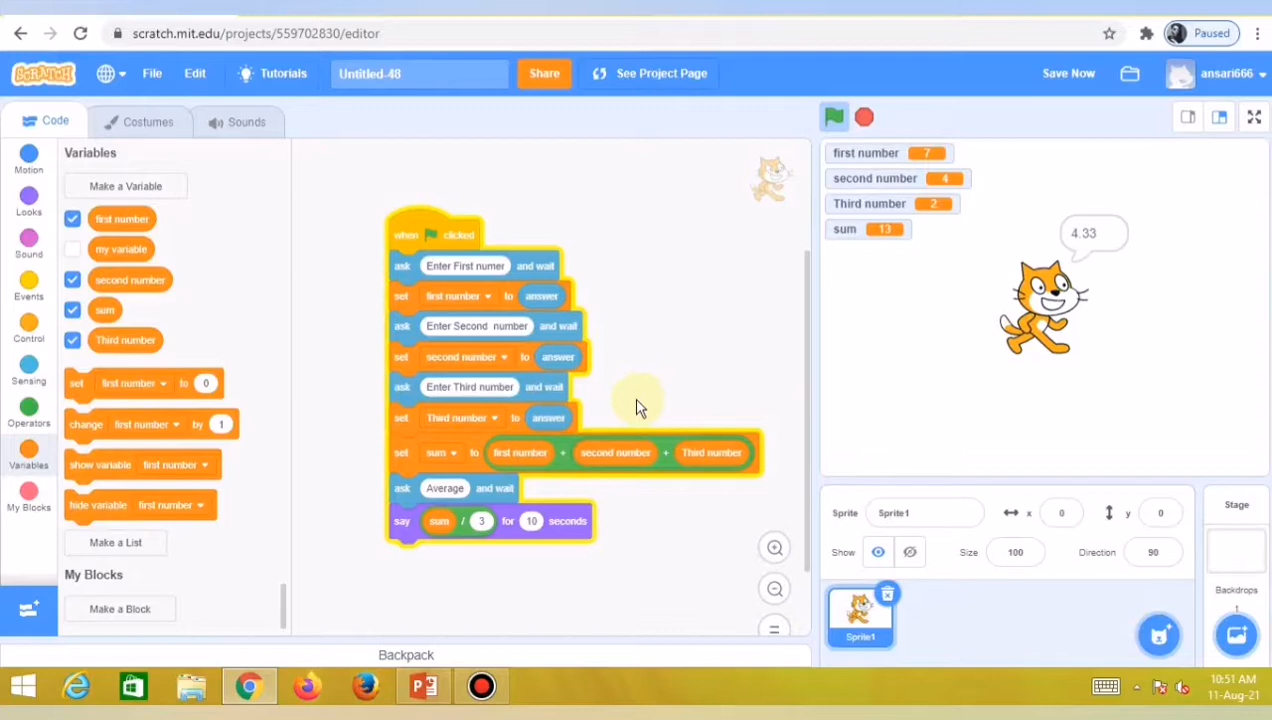 scratch.mit.edu/projects/559702830/editor
Paused
SCRATCH
File
Edit
Tutorials
Untitled-48
Share
See Project Page
Save Now
ansari666
Code
Costumes
Sounds
Motion
Looks
Sound
Events
Control
Sensing
Operators
Variables
My Blocks
Variables
Make a Variable
first number
my variable
second number
sum
Third number
set first number to 0
change first number by 1
show variable first number
hide variable first number
Make a List
My Blocks
Make a Block
when clicked
ask Enter First numer and wait
set first number to answer
ask Enter Second number and wait
set second number to answer
ask Enter Third number and wait
set Third number to answer
set sum to first number + second number + Third number
ask Average and wait
say sum / 3 for 10 seconds
Backpack
first number 7
second number 4
Third number 2
sum 13
4.33
Sprite Sprite1 x 0 y 0
Show Size 100 Direction 90
Sprite1
Stage
Backdrops
1
10:51 AM
11-Aug-21